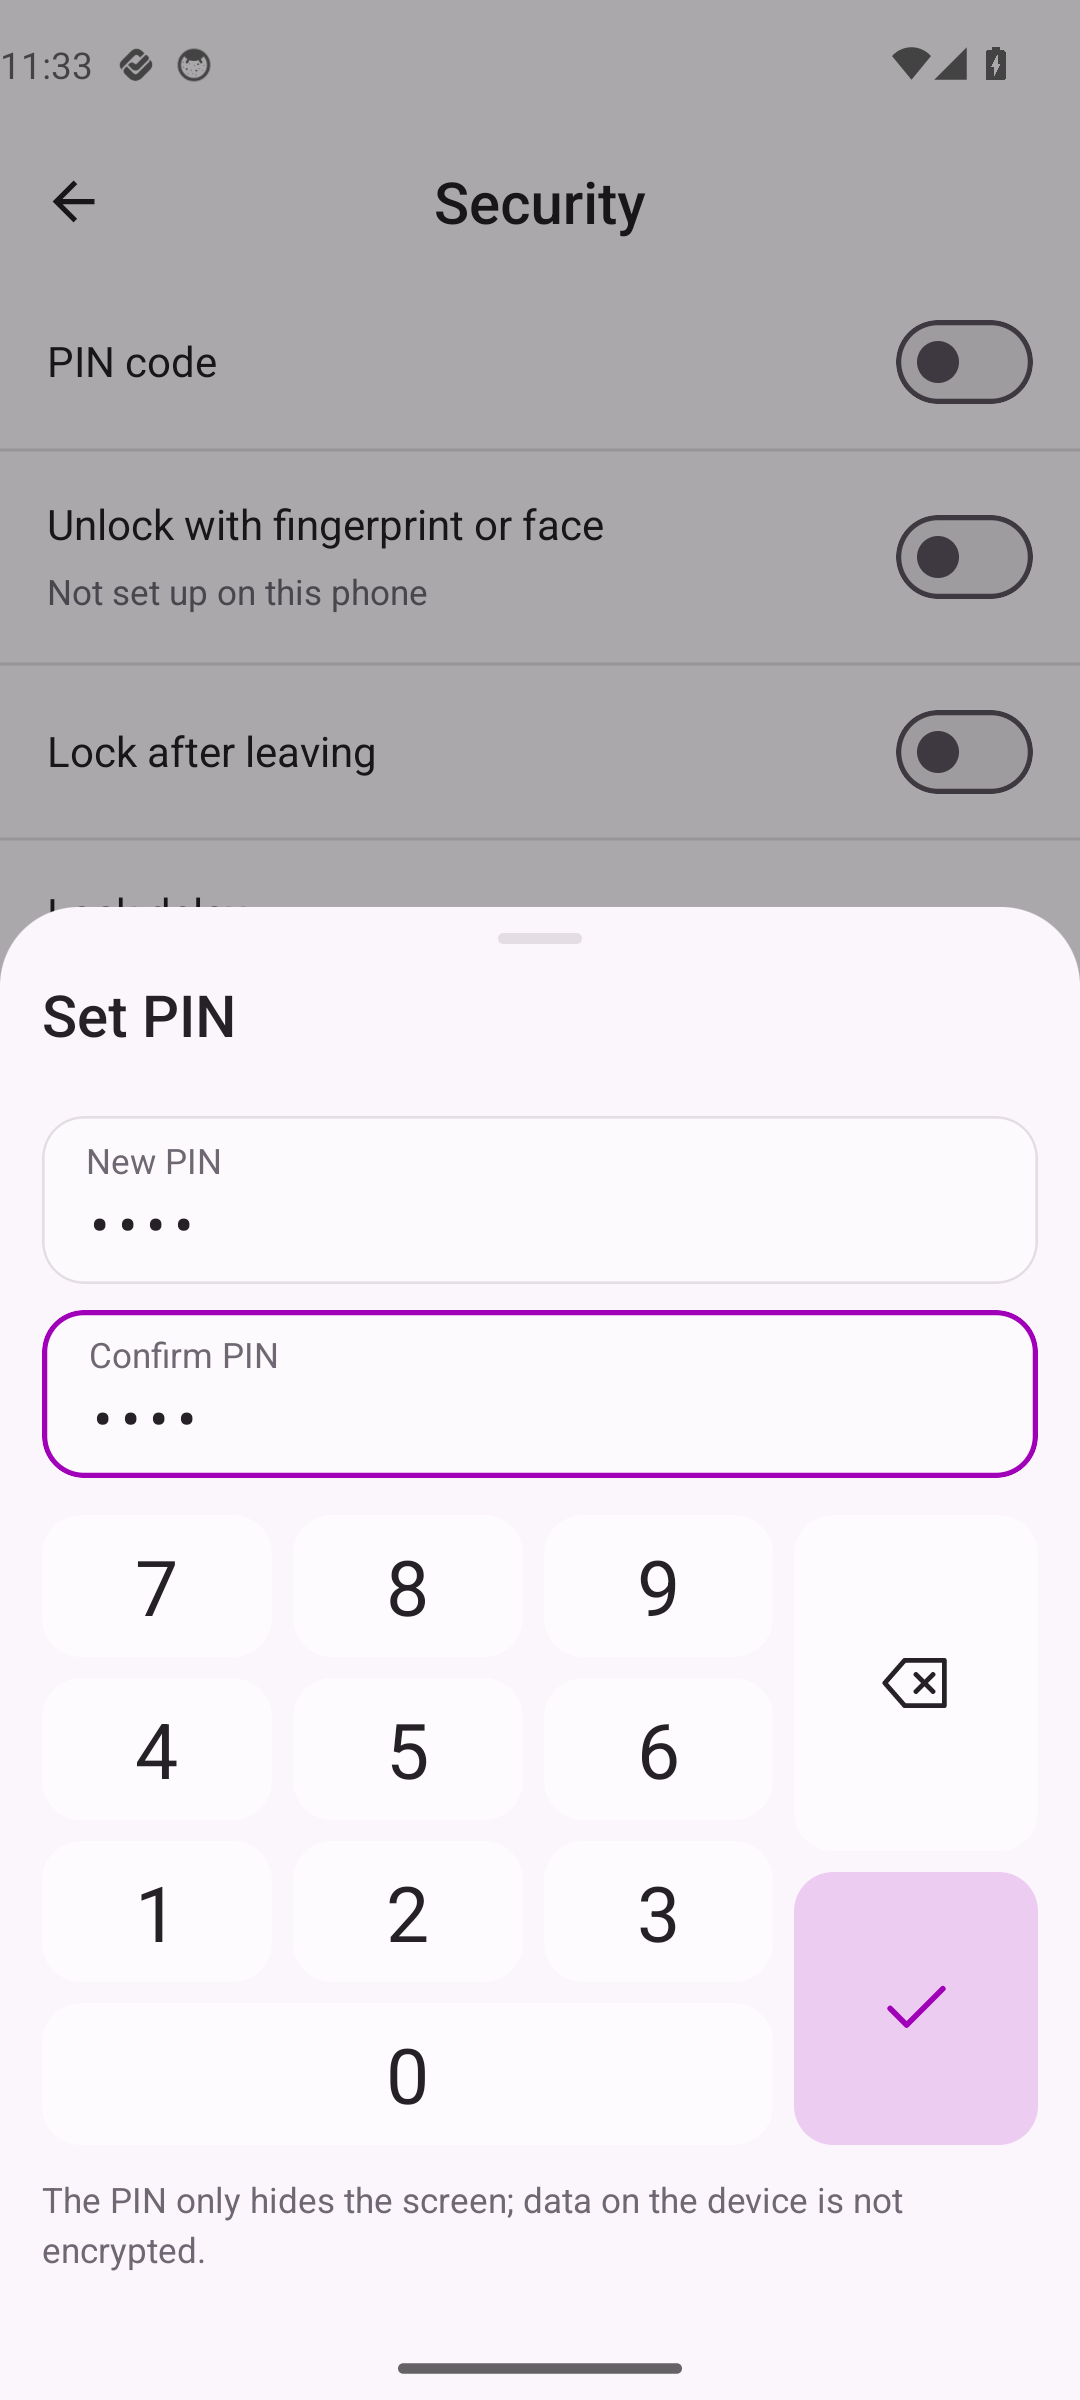 11:33
Security
PIN code
Unlock with fingerprint or face
Not set up on this phone
Lock after leaving
Set PIN
New PIN
••••
Confirm PIN
••••
7 8 9
4 5 6
1 2 3
0
The PIN only hides the screen; data on the device is not
encrypted.